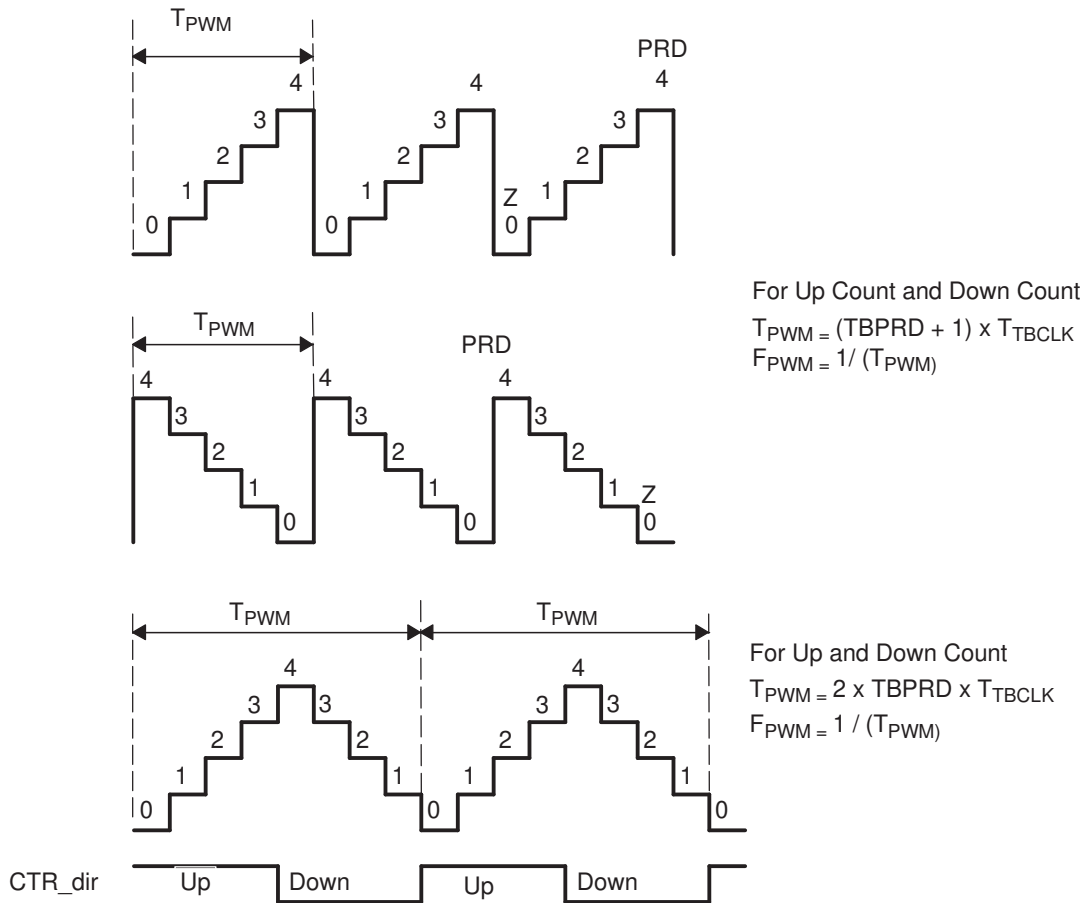 TPWM
PRD
4 4 4
3 3 3
2 2 2
1 1 Z 1
0 0 0
For Up Count and Down Count
TPWM = (TBPRD + 1) x TTBCLK
FPWM = 1/ (TPWM)
TPWM
PRD
4 4 4
3 3 3
2 2 2
1 1 1 Z
0 0 0
TPWM TPWM
For Up and Down Count
TPWM = 2 x TBPRD x TTBCLK
FPWM = 1 / (TPWM)
4 4
3 3 3 3
2 2 2 2
1 1 1 1
0 0 0
CTR_dir Up Down Up Down